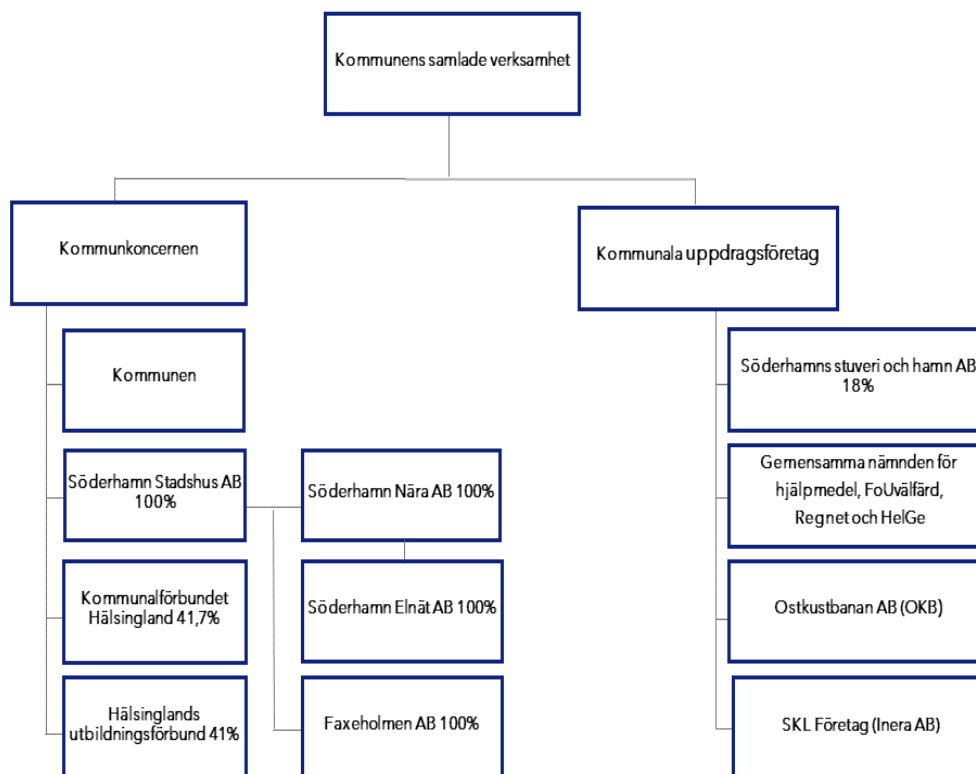 Kommunens samlade verksamhet
Kommunkoncernen
Kommunen
Söderhamn Stadshus AB
100%
Kommunalförbundet
Hälsingland 41,7%
Hälsinglands
utbildningsförbund 41%
Söderhamn Nära AB 100%
Söderhamn Elnät AB 100%
Faxeholmen AB 100%
Kommunala uppdragsföretag
Söderhamns stuveri och hamn AB
18%
Gemensamma nämnden för
hjälpmedel, FoUvälfärd,
Regnet och HelGe
Ostkustbanan AB (OKB)
SKL Företag (Inera AB)